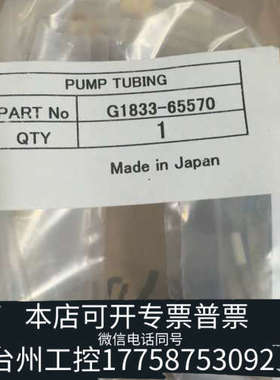 PUMP TUBING
PART No G1833-65570
QTY 1
Made in Japan
本店可开专票普票
微信电话同号
台州工控17758753092